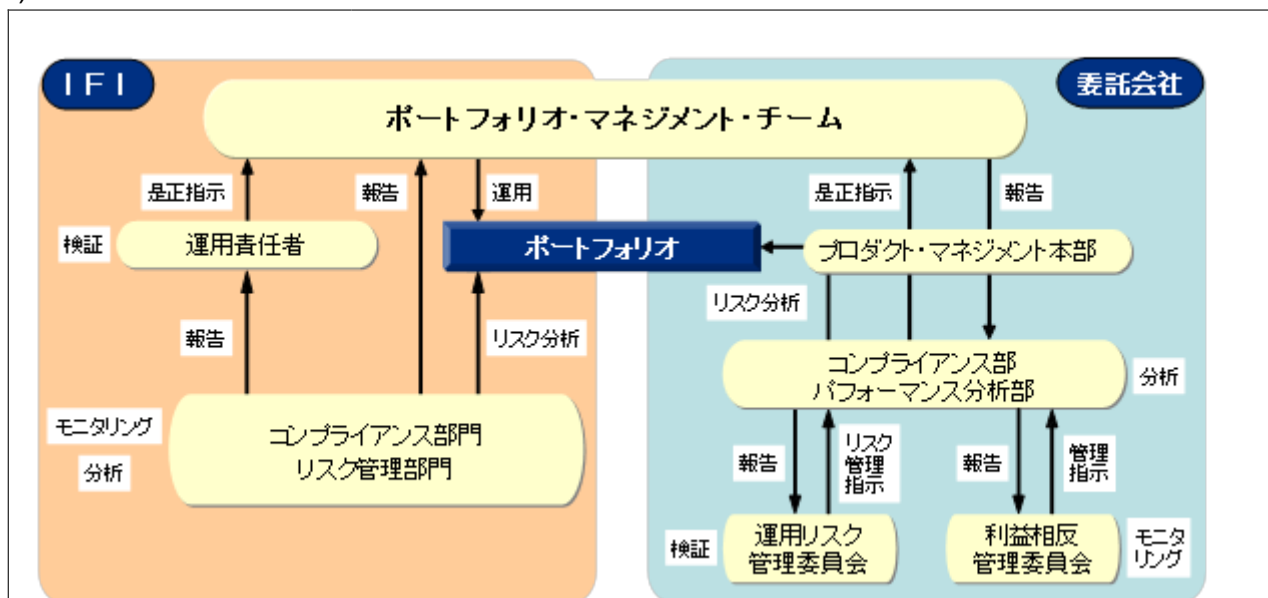 IFI
委託会社
ポートフォリオ・マネジメント・チーム
是正指示
報告
運用
是正指示
報告
検証
運用責任者
ポートフォリオ
プロダクト・マネジメント本部
リスク分析
報告
リスク分析
コンプライアンス部
パフォーマンス分析部
分析
モニタリング
分析
コンプライアンス部門
リスク管理部門
報告
リスク
管理
指示
報告
管理
指示
検証
運用リスク
管理委員会
利益相反
管理委員会
モニタ
リング